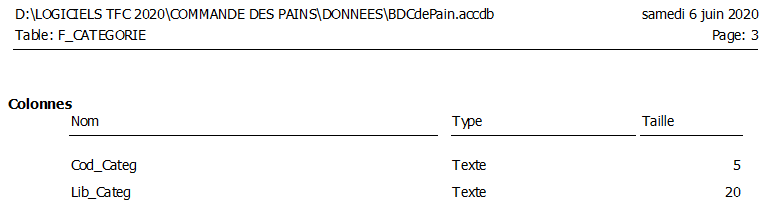 D:\LOGICIELS TFC 2020\COMMANDE DES PAINS\DONNEES\BDCdePain.accdb samedi 6 juin 2020
Table: F_CATEGORIE Page: 3
Colonnes
Nom Type Taille
Cod_Categ Texte 5
Lib_Categ Texte 20